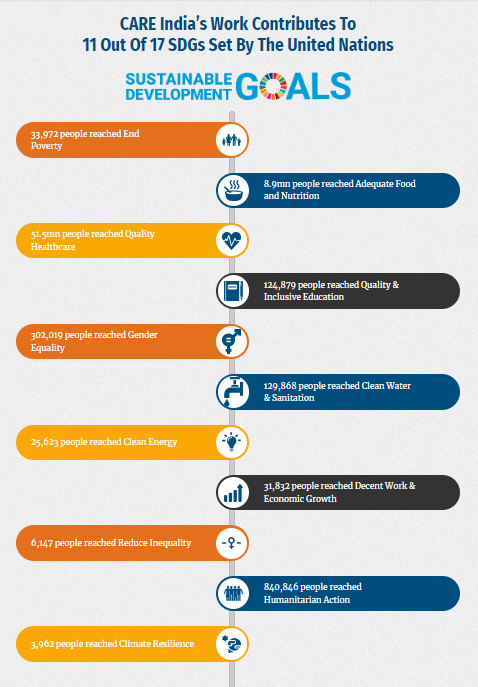 CARE India's Work Contributes To
11 Out Of 17 SDGs Set By The United Nations
SUSTAINABLE
DEVELOPMENT
GOALS
33,972 people reached End
Poverty
8.9mn people reached Adequate Food
and Nutrition
51.5mn people reached Quality
Healthcare
124,879 people reached Quality &
Inclusive Education
302,019 people reached Gender
Equality
129,868 people reached Clean Water
& Sanitation
25,623 people reached Clean Energy
31,832 people reached Decent Work &
Economic Growth
6,147 people reached Reduce Inequality
840,846 people reached
Humanitarian Action
3,962 people reached Climate Resilience